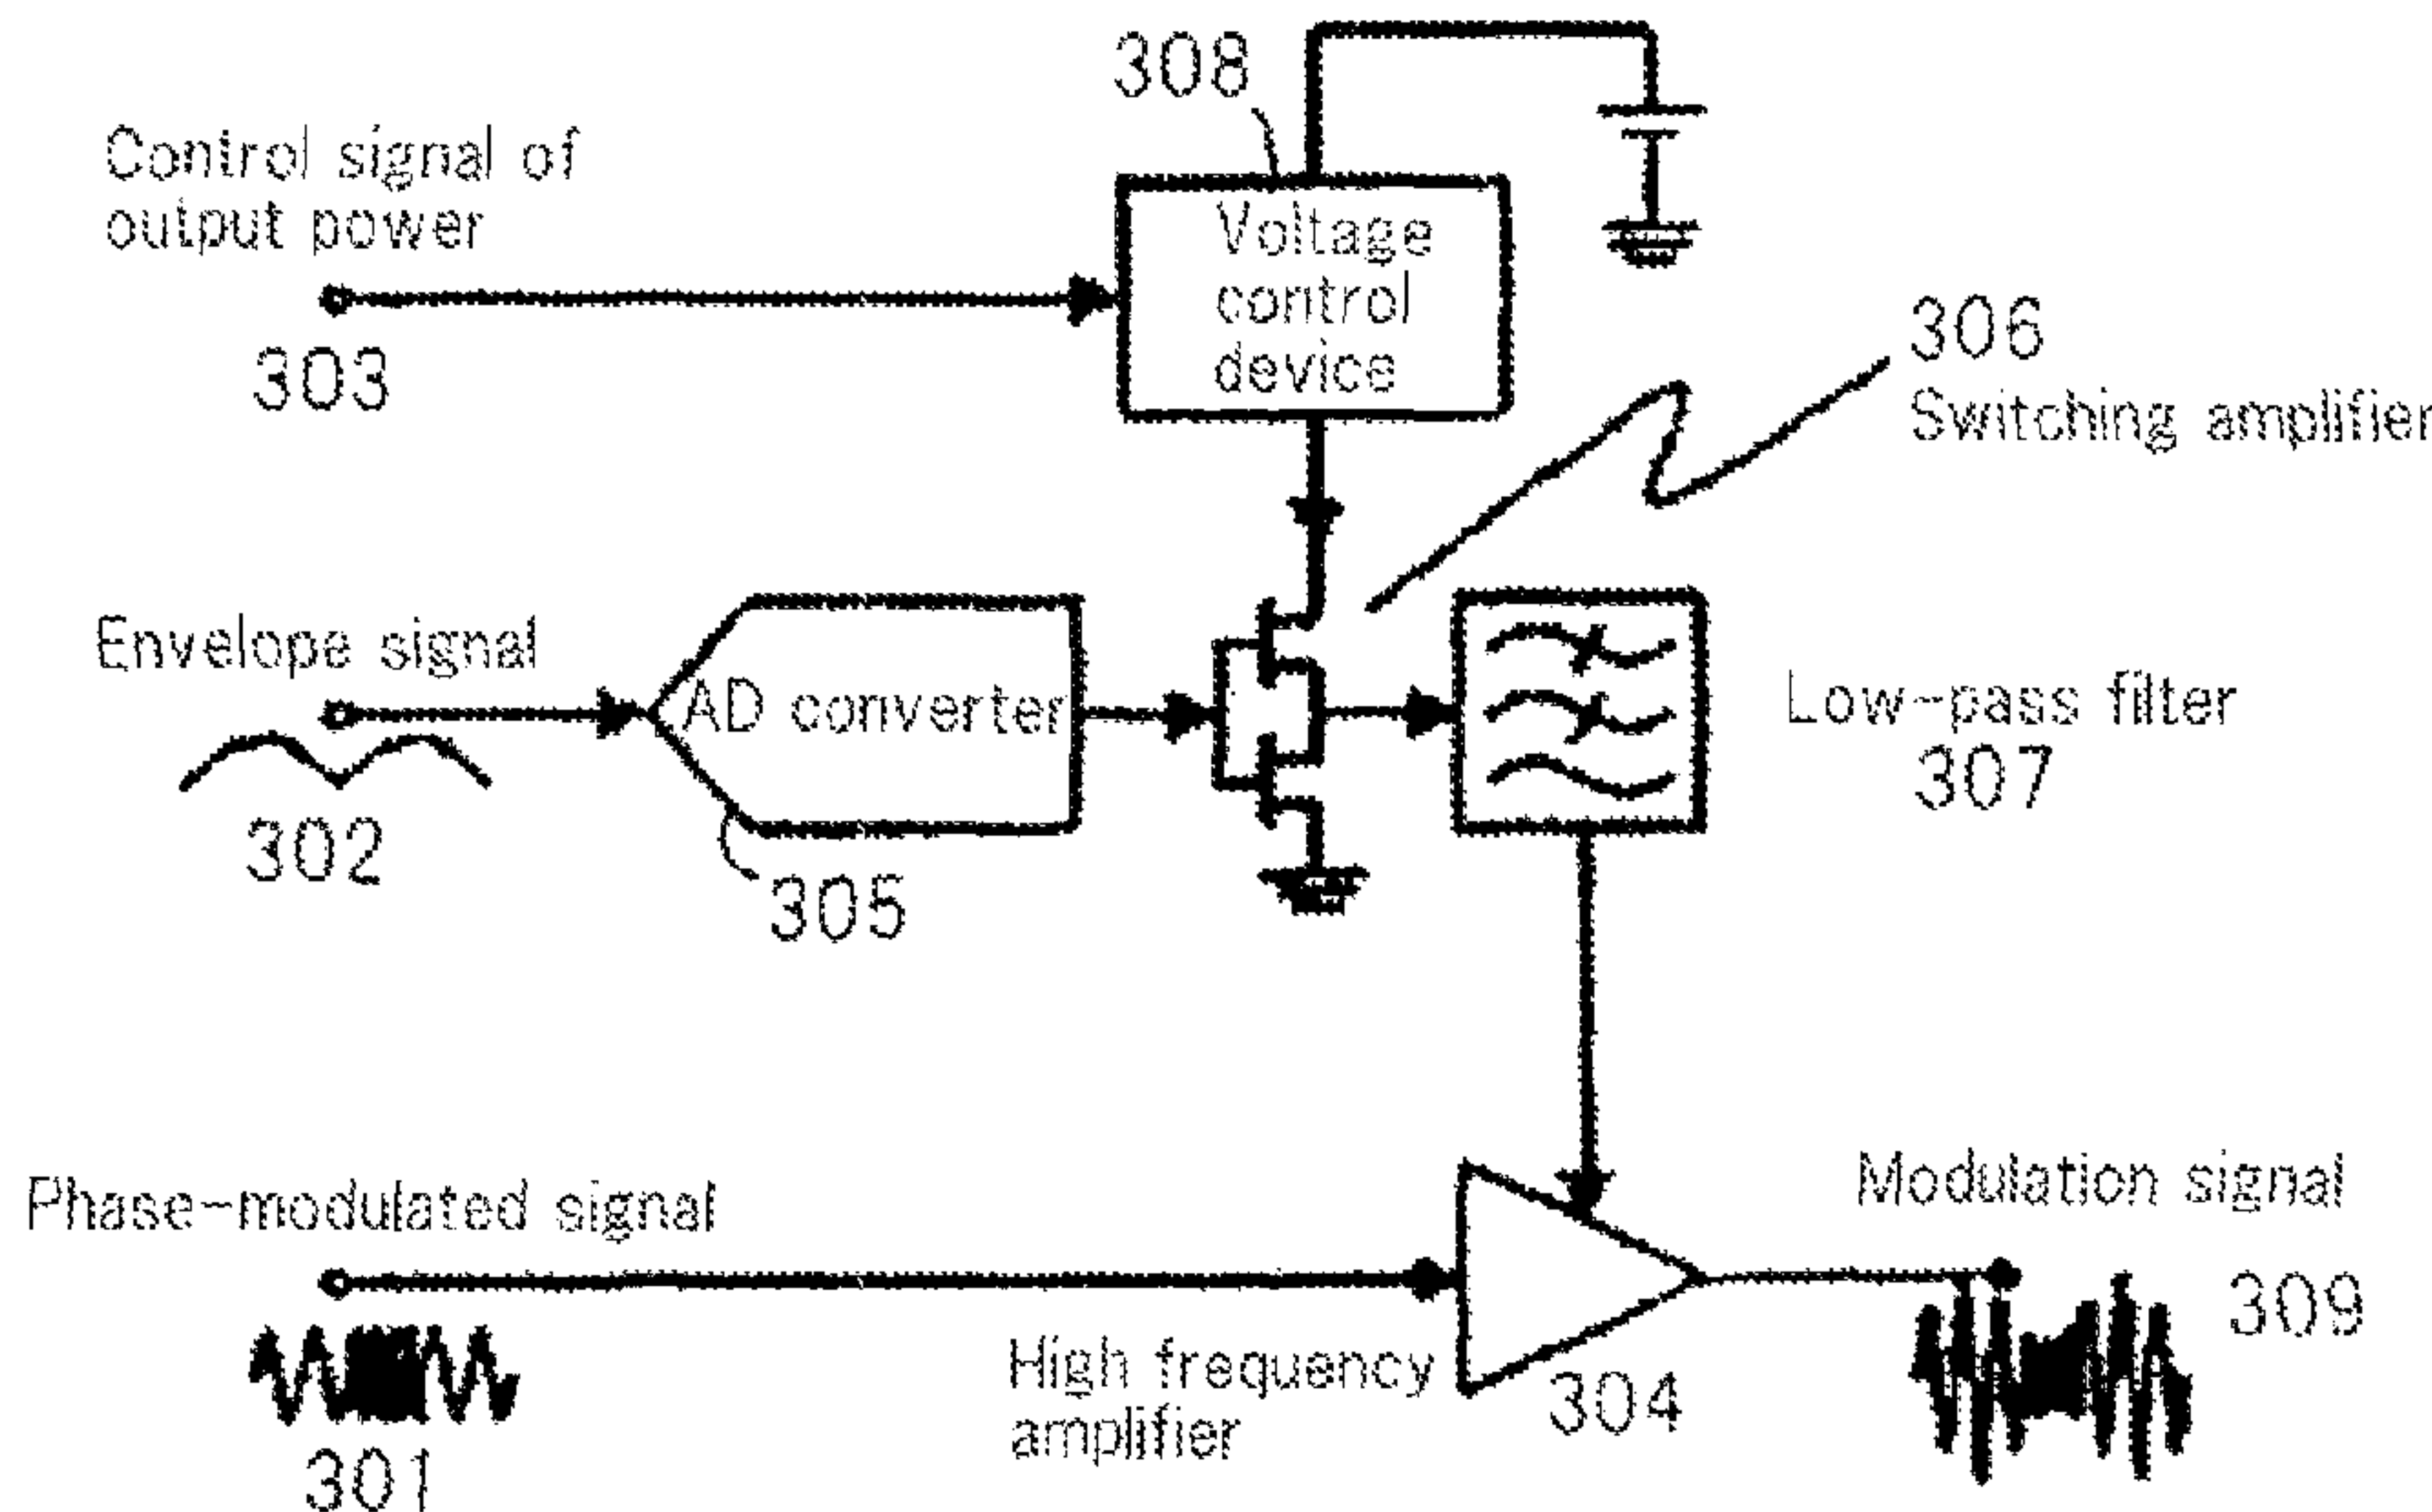 308
Control signal of
output power
303
Voltage
control
device
306
Switching amplifier
Envelope signal
302
AD converter
305
Low-pass filter
307
Phase-modulated signal
301
High frequency
amplifier
304
Modulation signal
309